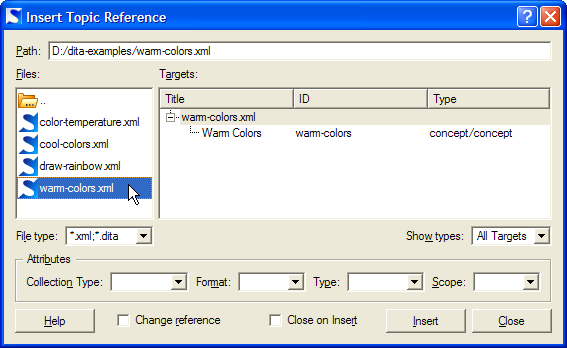 Insert Topic Reference
Path: D:/dita-examples/warm-colors.xml
Files: Targets:
..
color-temperature.xml
cool-colors.xml
draw-rainbow.xml
warm-colors.xml
Title ID Type
warm-colors.xml
Warm Colors warm-colors concept/concept
File type: *.xml;*.dita Show types: All Targets
Attributes
Collection Type: Format: Type: Scope:
Help Change reference Close on Insert Insert Close